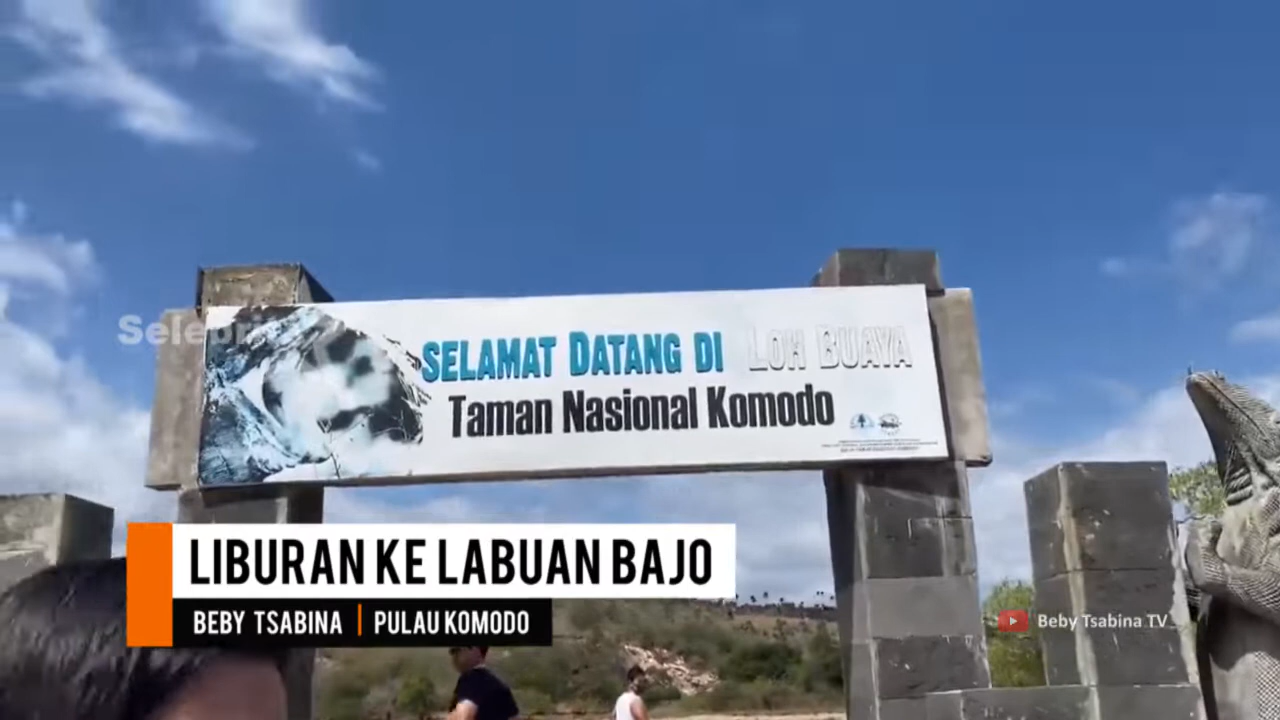 Selebrita
SELAMAT DATANG DI LOH BUAYA
Taman Nasional Komodo
LIBURAN KE LABUAN BAJO
BEBY TSABINA | PULAU KOMODO
Beby Tsabina TV